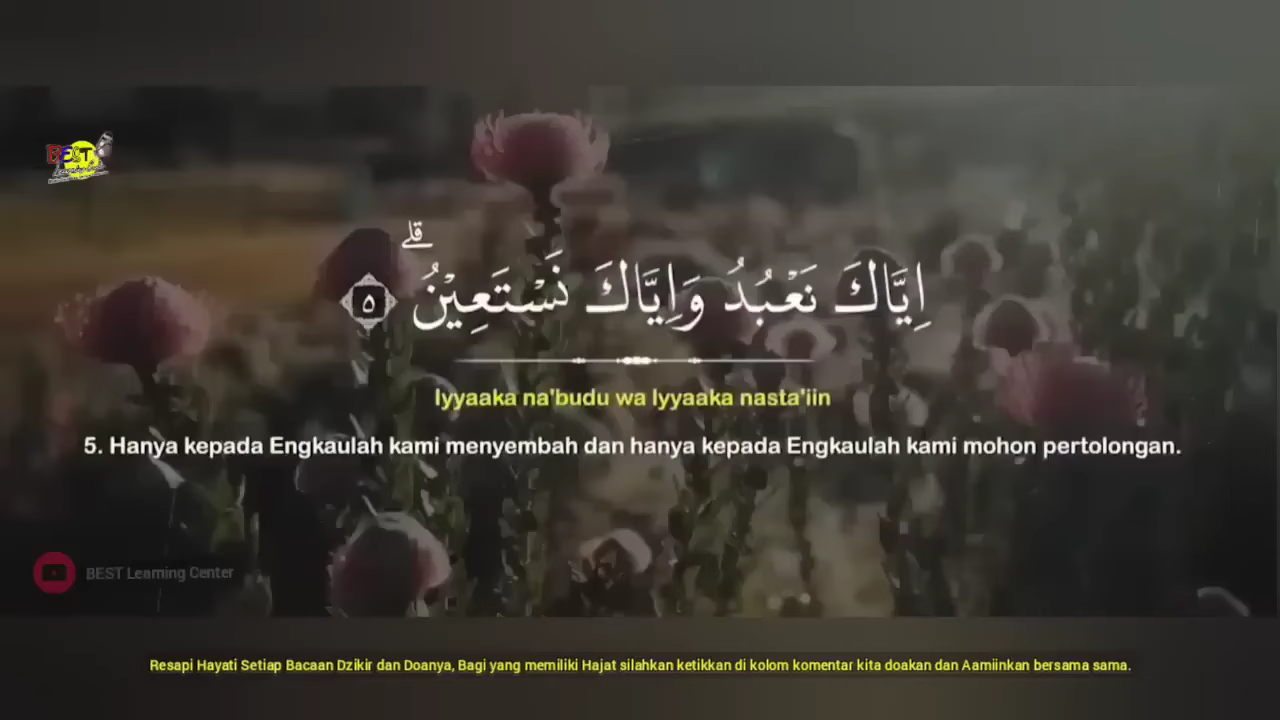 BEST
اِيَّاكَ نَعْبُدُ وَاِيَّاكَ نَسْتَعِيْنُ ۗ ٥
Iyyaaka na'budu wa Iyyaaka nasta'iin
5. Hanya kepada Engkaulah kami menyembah dan hanya kepada Engkaulah kami mohon pertolongan.
BEST Learning Center
Resapi Hayati Setiap Bacaan Dzikir dan Doanya, Bagi yang memiliki Hajat silahkan ketikkan di kolom komentar kita doakan dan Aamiinkan bersama sama.